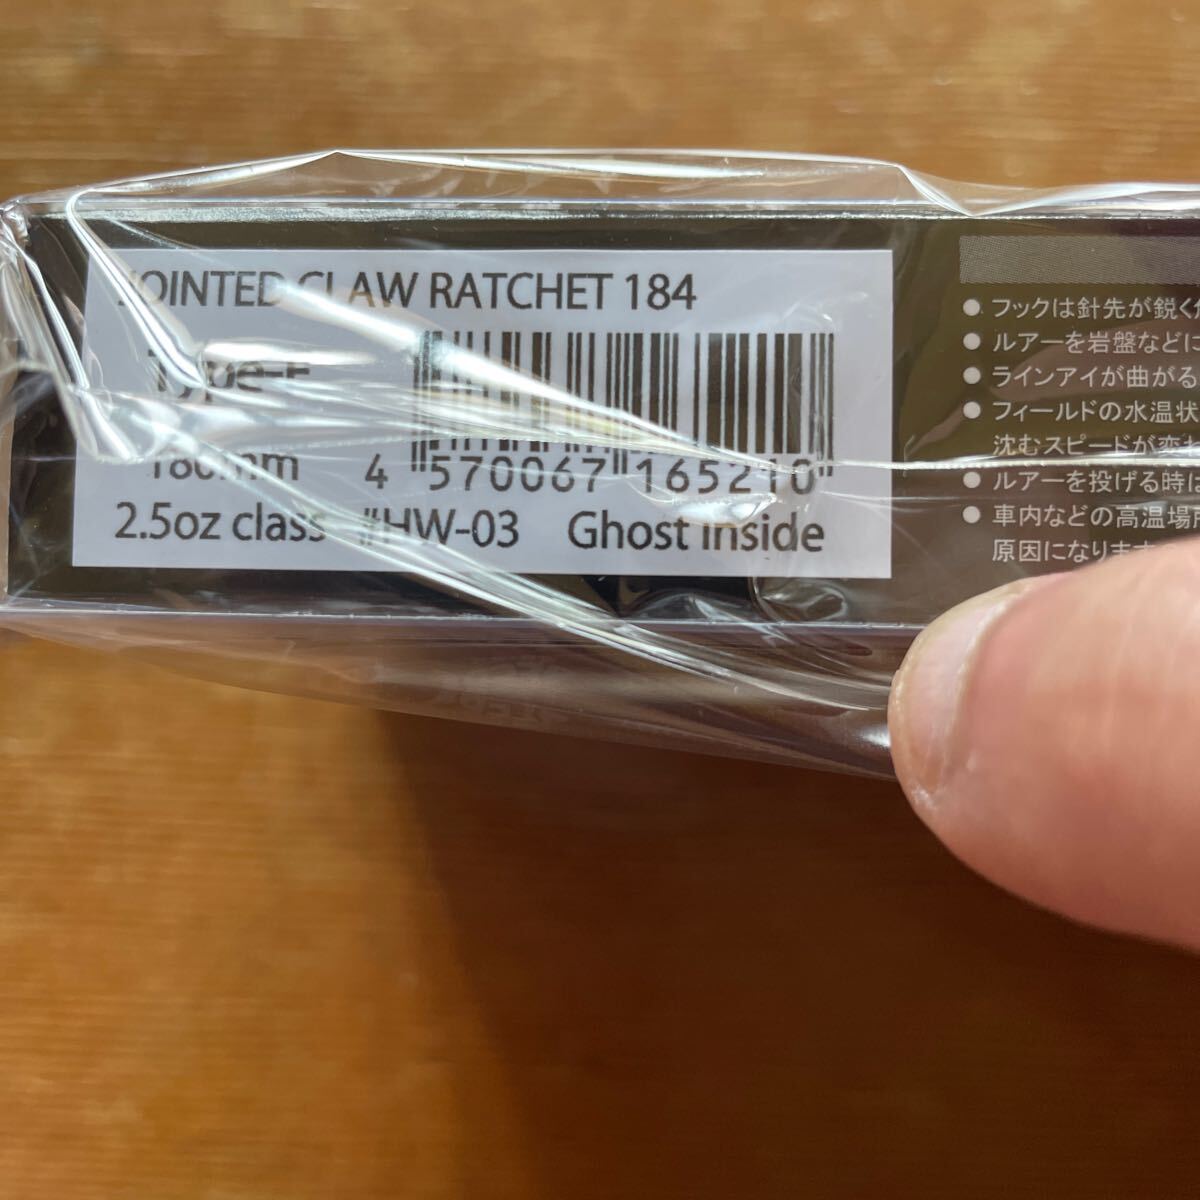 JOINTED CLAW RATCHET 184
Type-F
4 570067 165210
2.5oz class #HW-03 Ghost inside
● フックは針先が鋭く
● ルアーを岩盤などに
● ラインアイが曲がる
● フィールドの水温状
沈むスピードが変
● ルアーを投げる時は
● 車内などの高温場所
原因になります